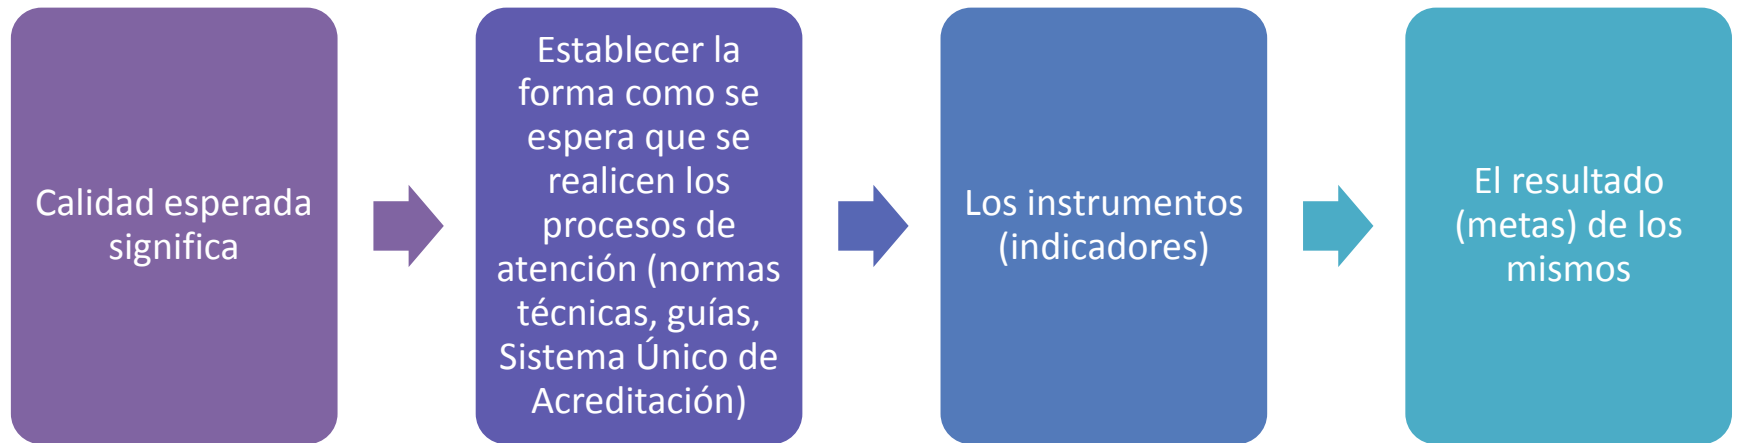 Calidad esperada
significa
Establecer la
forma como se
espera que se
realicen los
procesos de
atención (normas
técnicas, guías,
Sistema Único de
Acreditación)
Los instrumentos
(indicadores)
El resultado
(metas) de los
mismos